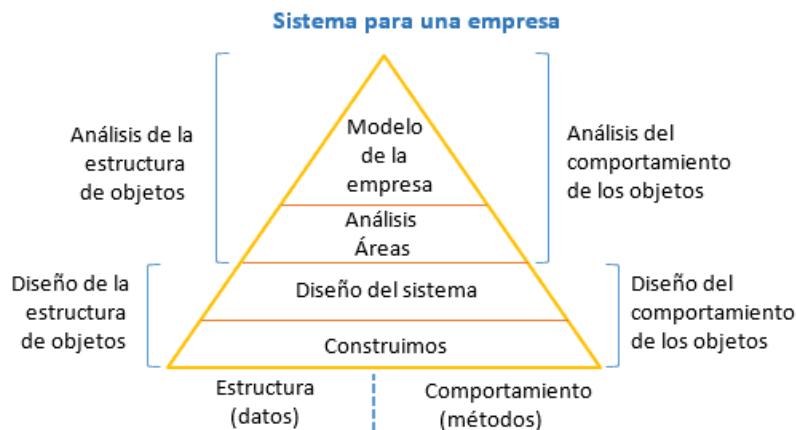 Sistema para una empresa
Análisis de la
estructura
de objetos
Modelo
de la
empresa
Análisis
Áreas
Análisis del
comportamiento
de los objetos
Diseño de la
estructura
de objetos
Diseño del sistema
Construimos
Diseño del
comportamiento
de los objetos
Estructura
(datos)
Comportamiento
(métodos)